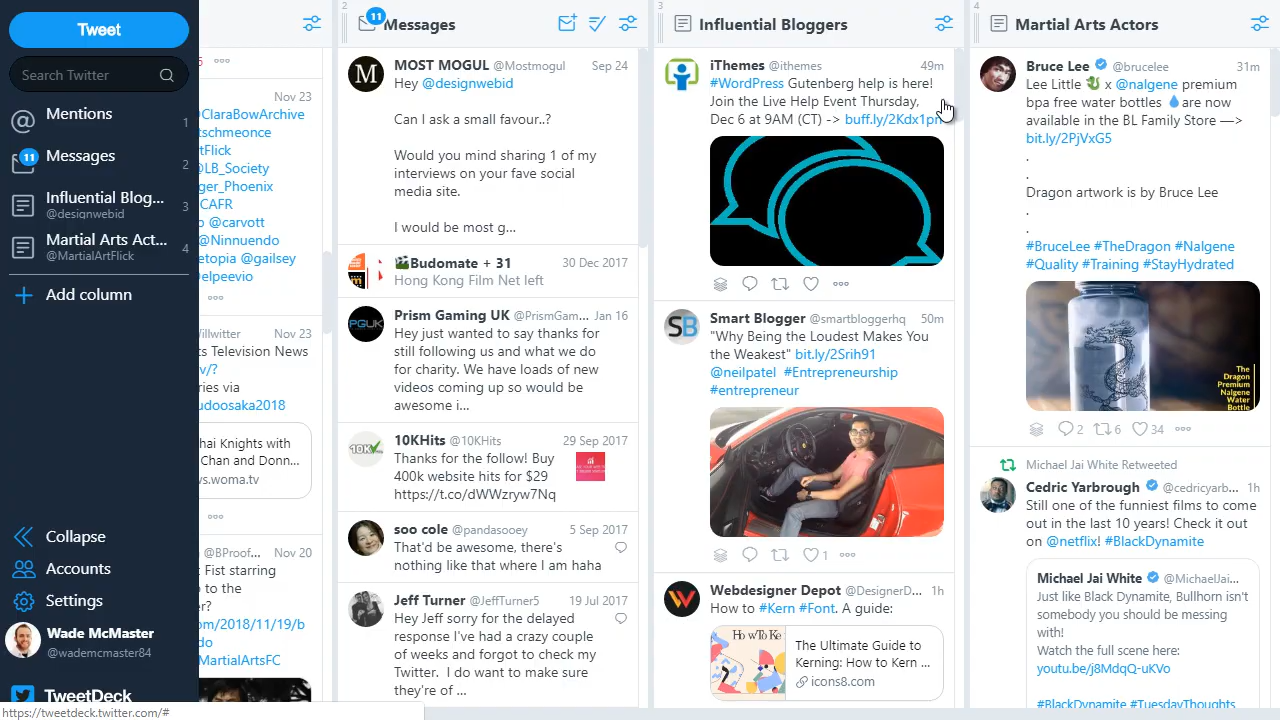 Tweet
Search Twitter
Mentions
1
11
Messages
2
Influential Blog...
@designwebid
3
Martial Arts Act...
@MartialArtFlick
4
Add column
Collapse
Accounts
Settings
Wade McMaster
@wademcmaster84
TweetDeck
https://tweetdeck.twitter.com/#
Nov 23
@ClaraBowArchive
tschmeonce
tFlick
@LB_Society
ger_Phoenix
CAFR
@carvott
@Ninnuendo
etopia @gailsey
elpeevio
Willwitter
Nov 23
ts Television News
v/?
ries via
udoosaka2018
hai Knights with
Chan and Donn...
vs.woma.tv
@BProof...
Nov 20
Fist starring
p to the
r?
om/2018/11/19/b
do
MartialArtsFC
2
11
Messages
MOST MOGUL @Mostmogul
Sep 24
Hey @designwebid
Can I ask a small favour..?
Would you mind sharing 1 of my
interviews on your fave social
media site.
I would be most g...
Budomate + 31
30 Dec 2017
Hong Kong Film Net left
Prism Gaming UK @PrismGam...
Jan 16
Hey just wanted to say thanks for
still following us and what we do
for charity. We have loads of new
videos coming up so would be
awesome i...
PGUK
10KHits @10KHits
29 Sep 2017
Thanks for the follow! Buy
400k website hits for $29
https://t.co/dWWzryw7Nq
10K
soo cole @pandasooey
5 Sep 2017
That'd be awesome, there's
nothing like that where I am haha
Jeff Turner @JeffTurner5
19 Jul 2017
Hey Jeff sorry for the delayed
response I've had a crazy couple
of weeks and forgot to check my
Twitter. I do want to make sure
they're of ...
3
Influential Bloggers
iThemes @ithemes
49m
#WordPress Gutenberg help is here!
Join the Live Help Event Thursday,
Dec 6 at 9AM (CT) -> buff.ly/2Kdx1pn
Smart Blogger @smartbloggerhq
50m
"Why Being the Loudest Makes You
the Weakest" bit.ly/2Srih91
@neilpatel #Entrepreneurship
#entrepreneur
SB
1
Webdesigner Depot @DesignerD...
1h
How to #Kern #Font. A guide:
How To Ke
The Ultimate Guide to
Kerning: How to Kern ...
icons8.com
4
Martial Arts Actors
Bruce Lee @brucelee
31m
Lee Little x @nalgene premium
bpa free water bottles are now
available in the BL Family Store —>
bit.ly/2PjVxG5
.
.
Dragon artwork is by Bruce Lee
.
.
#BruceLee #TheDragon #Nalgene
#Quality #Training #StayHydrated
The
Dragon
Premium
Nalgene
Water
Bottle
2
6
34
Michael Jai White Retweeted
Cedric Yarbrough @cedricyarb...
1h
Still one of the funniest films to come
out in the last 10 years! Check it out
on @netflix! #BlackDynamite
Michael Jai White @MichaelJai...
Just like Black Dynamite, Bullhorn isn't
somebody you should be messing
with!
Watch the full scene here:
youtu.be/j8MdqQ-uKVo
#BlackDynamite #TuesdayThoughts